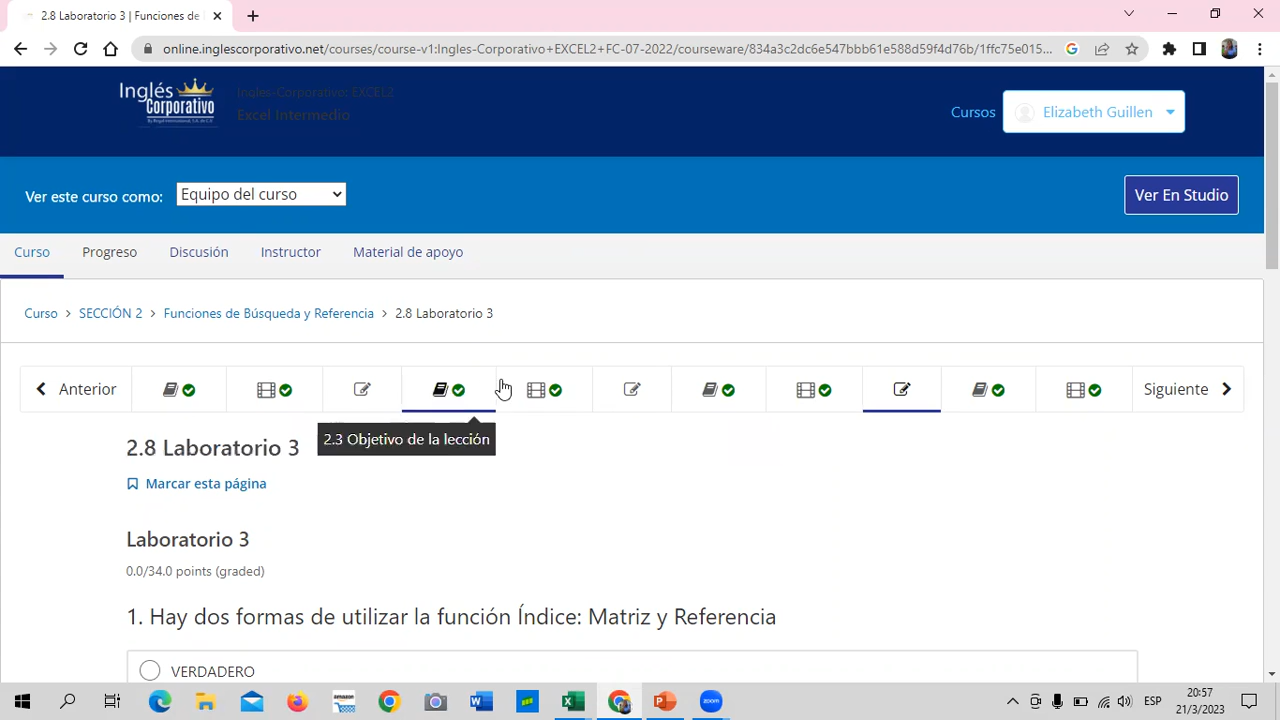 2.8 Laboratorio 3 | Funciones de
online.inglescorporativo.net/courses/course-v1:Ingles-Corporativo+EXCEL2+FC-07-2022/courseware/834a3c2dc6e547bbb61e588d59f4d76b/1ffc75e015...
Inglés
Corporativo
Ingles-Corporativo: EXCEL2
Excel Intermedio
Cursos
Elizabeth Guillen
Ver este curso como:
Equipo del curso
Ver En Studio
Curso
Progreso
Discusión
Instructor
Material de apoyo
Curso > SECCIÓN 2 > Funciones de Búsqueda y Referencia > 2.8 Laboratorio 3
Anterior
Siguiente
2.3 Objetivo de la lección
2.8 Laboratorio 3
Marcar esta página
Laboratorio 3
0.0/34.0 points (graded)
1. Hay dos formas de utilizar la función Índice: Matriz y Referencia
VERDADERO
ESP
20:57
21/3/2023